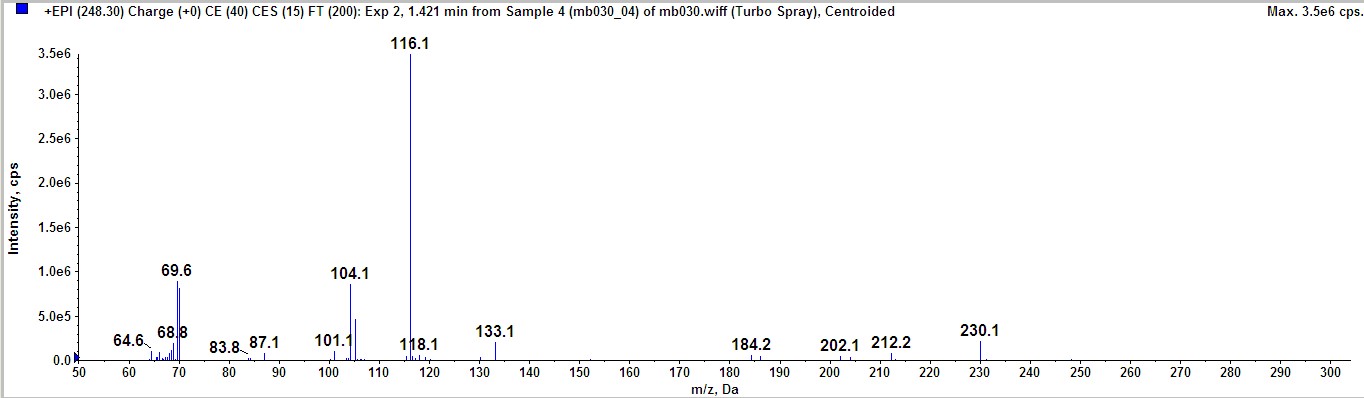 +EPI (248.30) Charge (+0) CE (40) CES (15) FT (200): Exp 2, 1.421 min from Sample 4 (mb030_04) of mb030.wiff (Turbo Spray), Centroided
Max. 3.5e6 cps.
Intensity, cps
3.5e6
3.0e6
2.5e6
2.0e6
1.5e6
1.0e6
5.0e5
0.0
116.1
69.6
104.1
64.6
68.8
83.8
87.1
101.1
118.1
133.1
184.2
202.1
212.2
230.1
50 60 70 80 90 100 110 120 130 140 150 160 170 180 190 200 210 220 230 240 250 260 270 280 290 300
m/z, Da